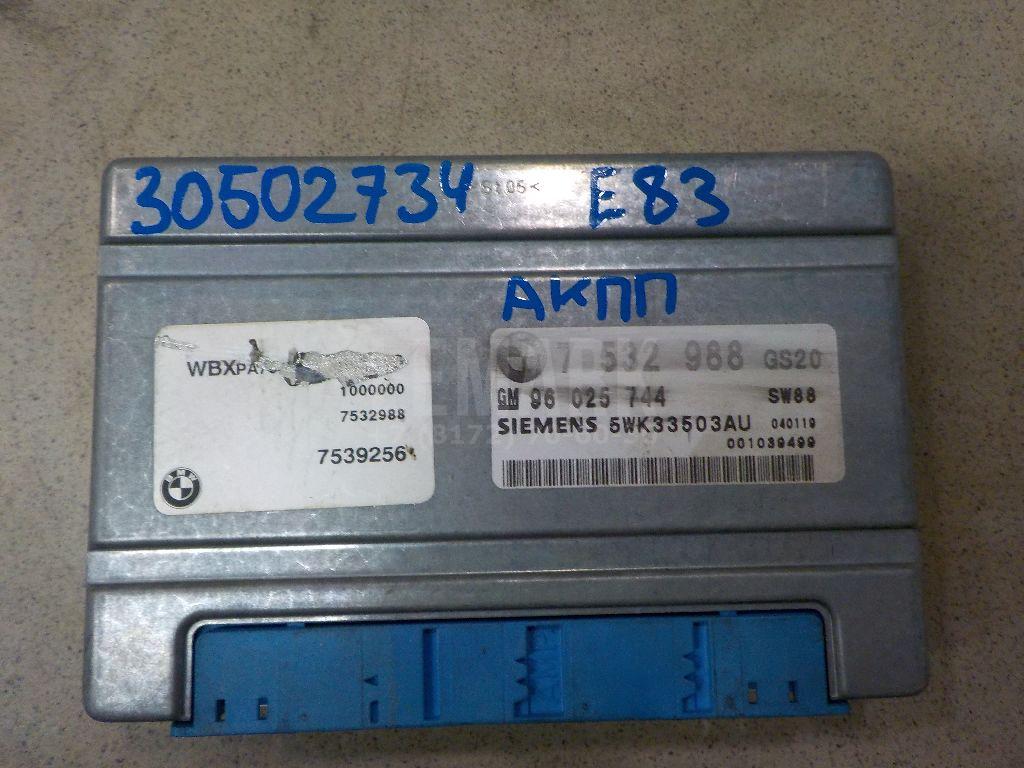 30502734 E83
АКПП
WBXPA
1000000
7532988
7539256
BMW
7 532 988 GS20
GM 96 025 744 SW88
SIEMENS 5WK33503AU 040119
001039499